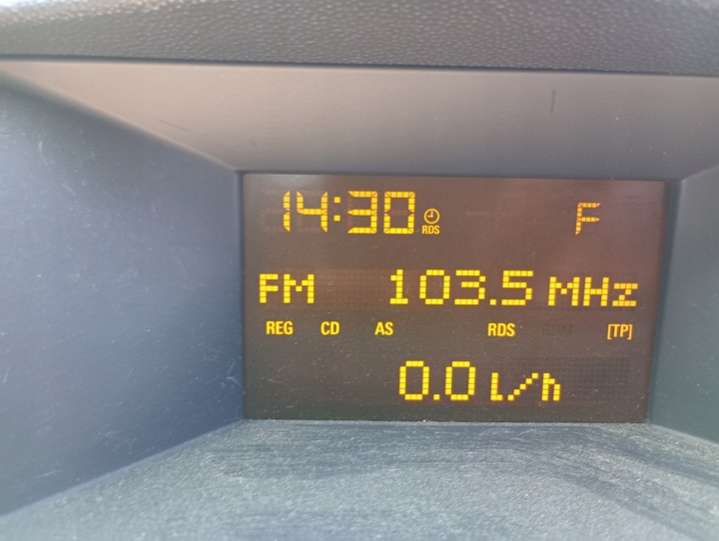 14:30 RDS F
FM 103.5 MHz
REG CD AS RDS [TP]
0.0 l/h